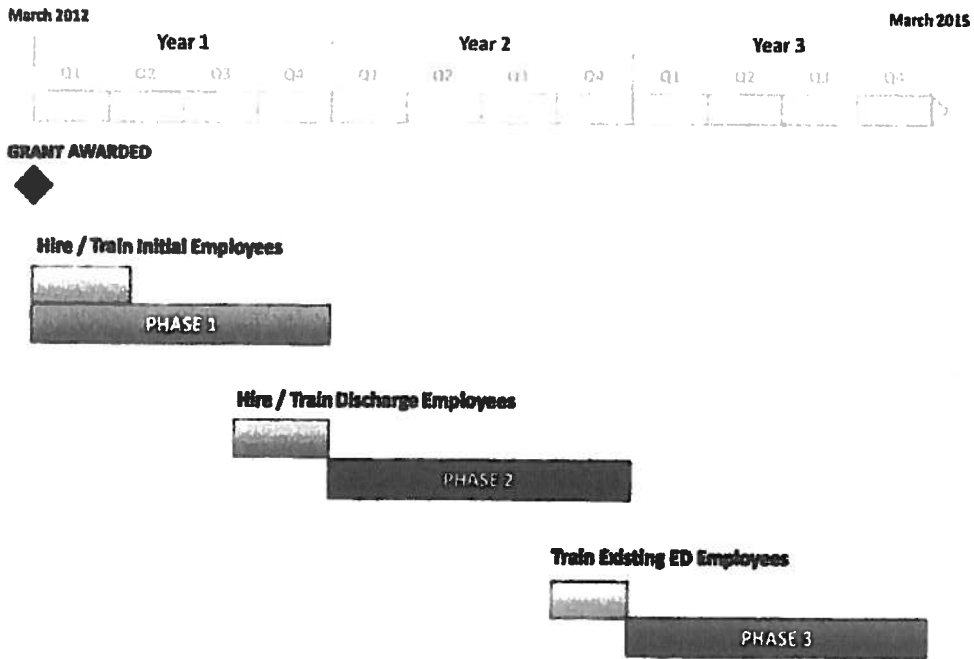 March 2012
March 2015
Year 1 Year 2 Year 3
Q1 Q2 Q3 Q4 Q1 Q2 Q3 Q4 Q1 Q2 Q3 Q4
GRANT AWARDED
Hire / Train Initial Employees
PHASE 1
Hire / Train Discharge Employees
PHASE 2
Train Existing ED Employees
PHASE 3